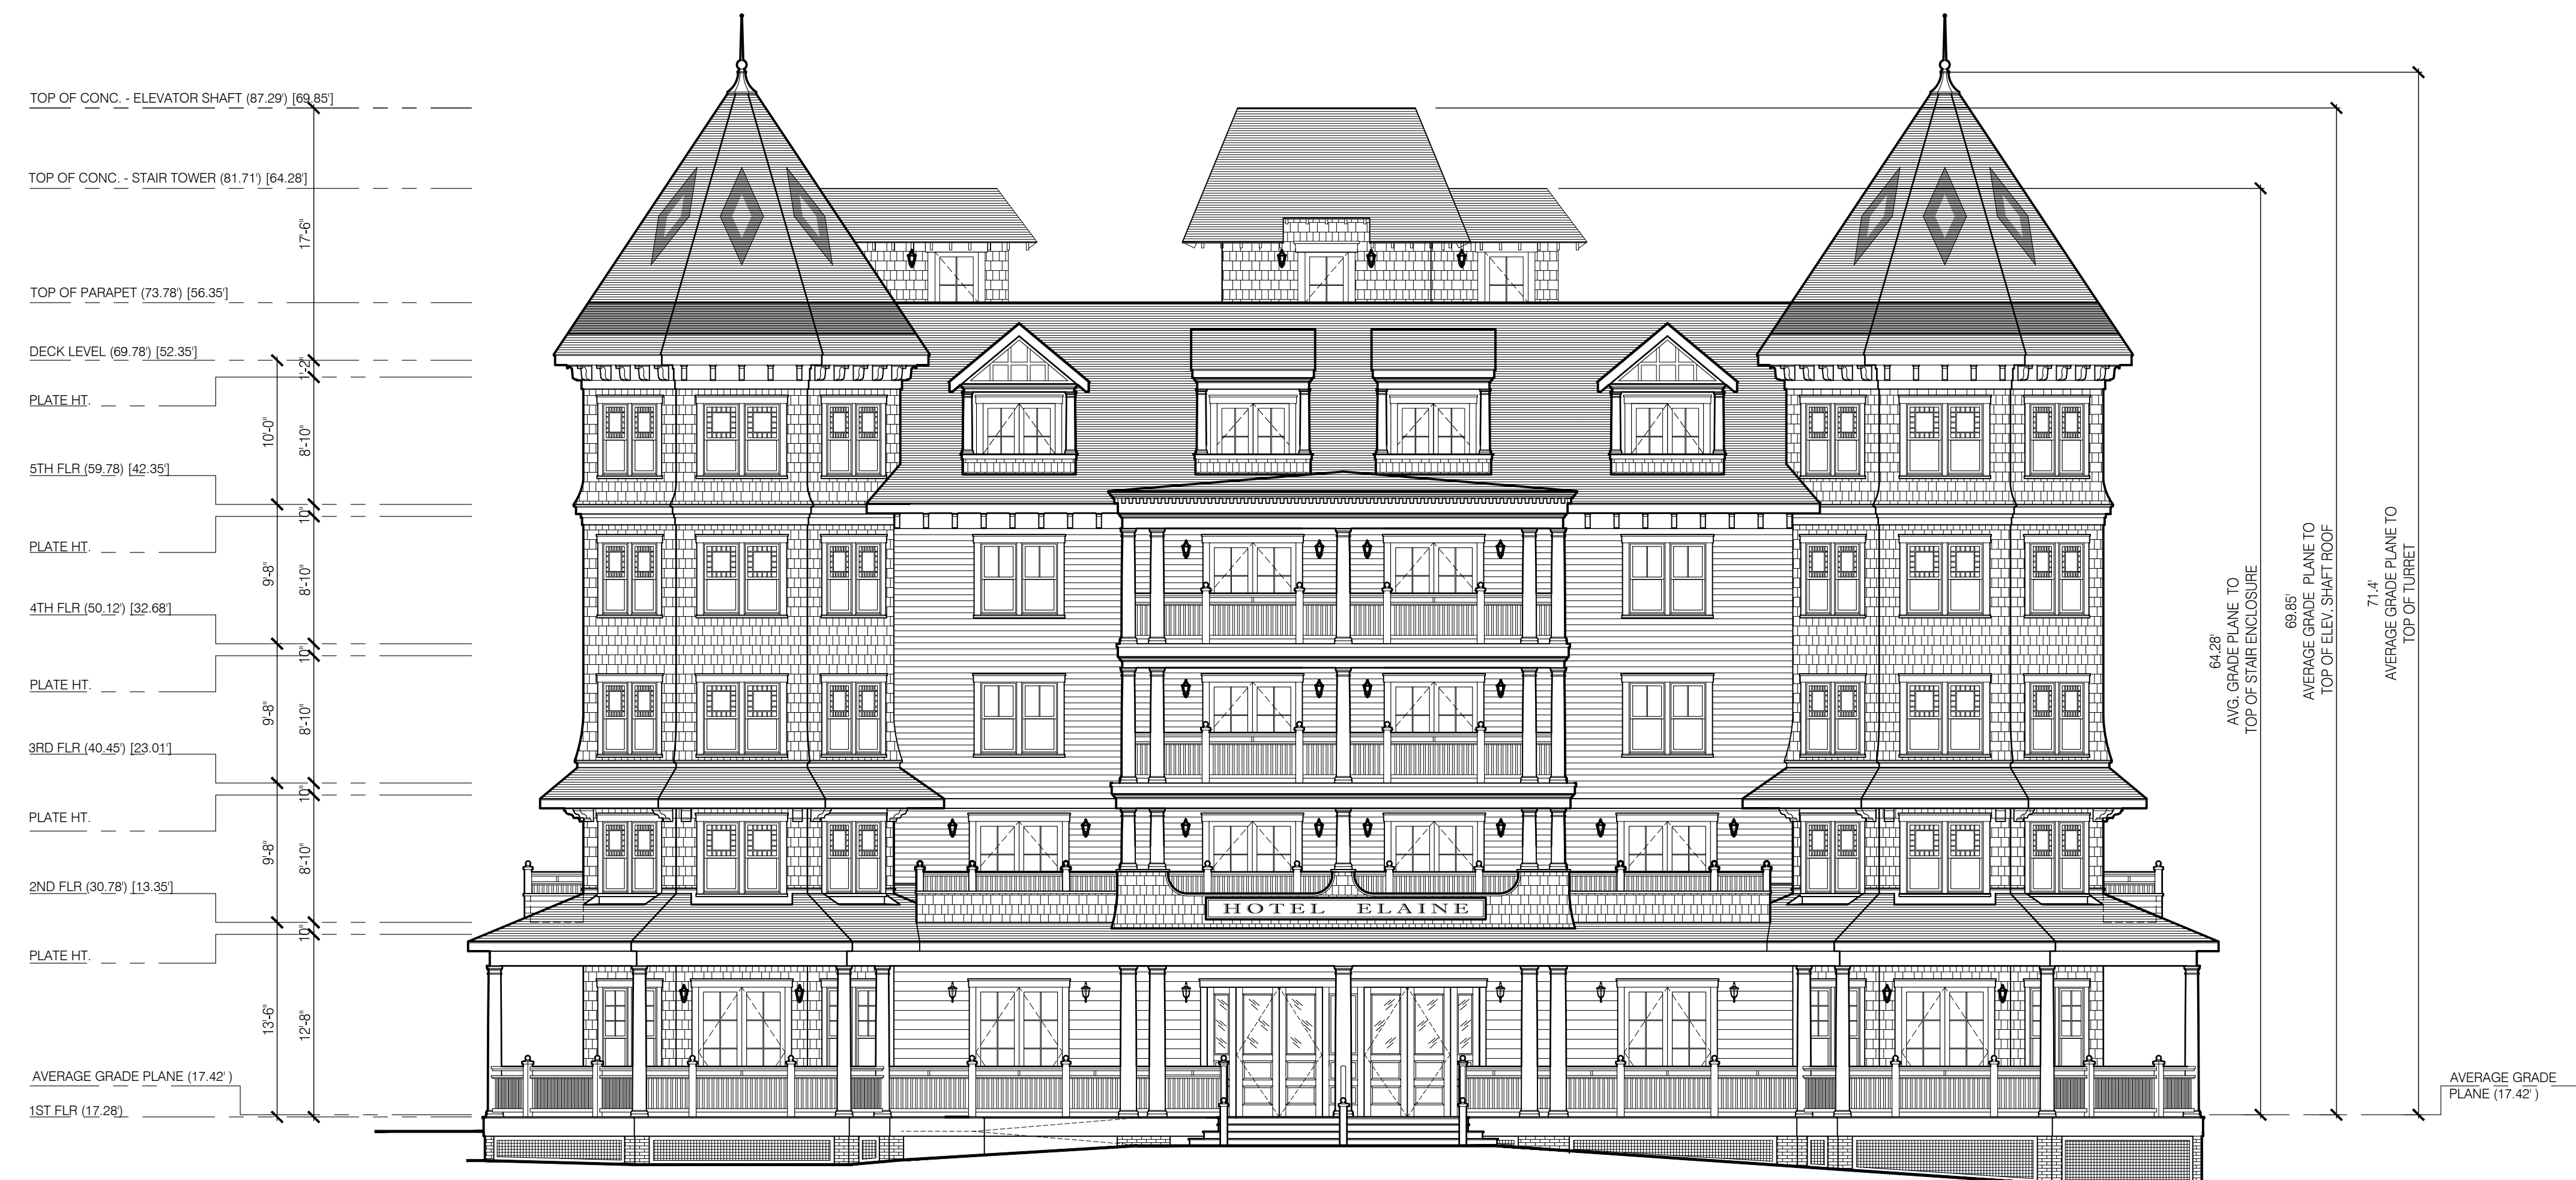 TOP OF CONC. - ELEVATOR SHAFT (87.29') [69.85']
TOP OF CONC. - STAIR TOWER (81.71') [64.28']
17'-6"
TOP OF PARAPET (73.78') [56.35']
DECK LEVEL (69.78') [52.35']
1'-2"
PLATE HT.
10'-0"
8'-10"
5TH FLR (59.78) [42.35']
10"
PLATE HT.
9'-8"
8'-10"
4TH FLR (50.12') [32.68']
10"
PLATE HT.
9'-8"
8'-10"
3RD FLR (40.45') [23.01']
10"
PLATE HT.
9'-8"
8'-10"
2ND FLR (30.78') [13.35']
10"
PLATE HT.
13'-6"
12'-8"
AVERAGE GRADE PLANE (17.42' )
1ST FLR (17.28')
HOTEL ELAINE
64.28'
AVG. GRADE PLANE TO
TOP OF STAIR ENCLOSURE
69.85'
AVERAGE GRADE PLANE TO
TOP OF ELEV. SHAFT ROOF
71.4'
AVERAGE GRADE PLANE TO
TOP OF TURRET
AVERAGE GRADE
PLANE (17.42' )